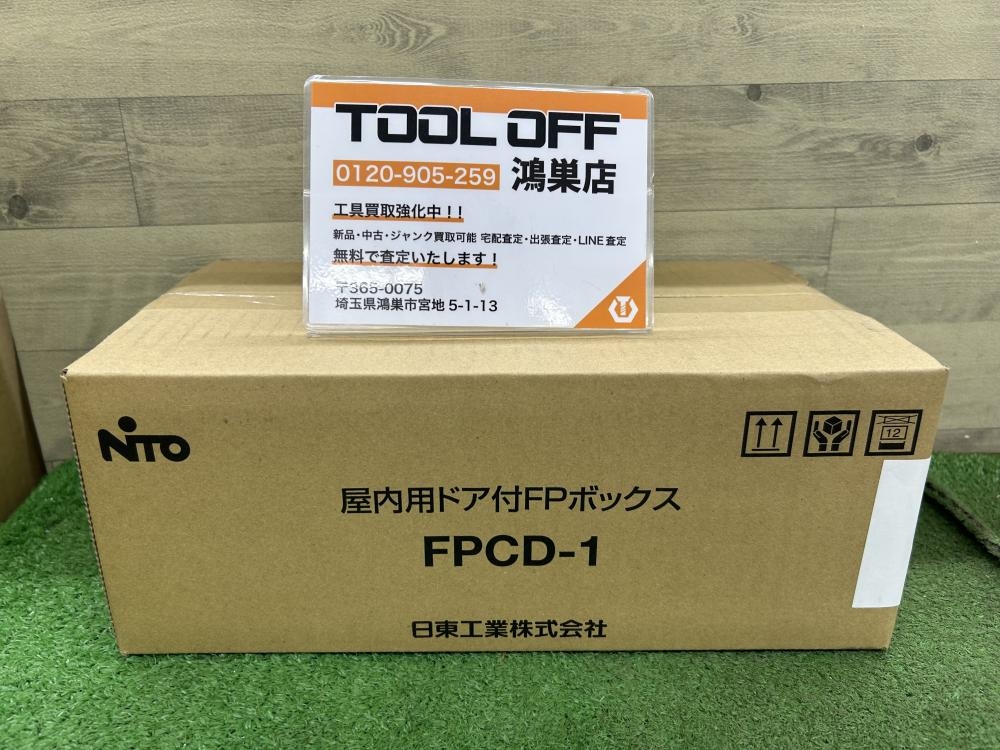 TOOL OFF
0120-905-259 鴻巣店
工具買取強化中!!
新品・中古・ジャンク買取可能 宅配査定・出張査定・LINE査定
無料で査定いたします!
〒365-0075
埼玉県鴻巣市宮地 5-1-13
NITO
12
屋内用ドア付FPボックス
FPCD-1
日東工業株式会社